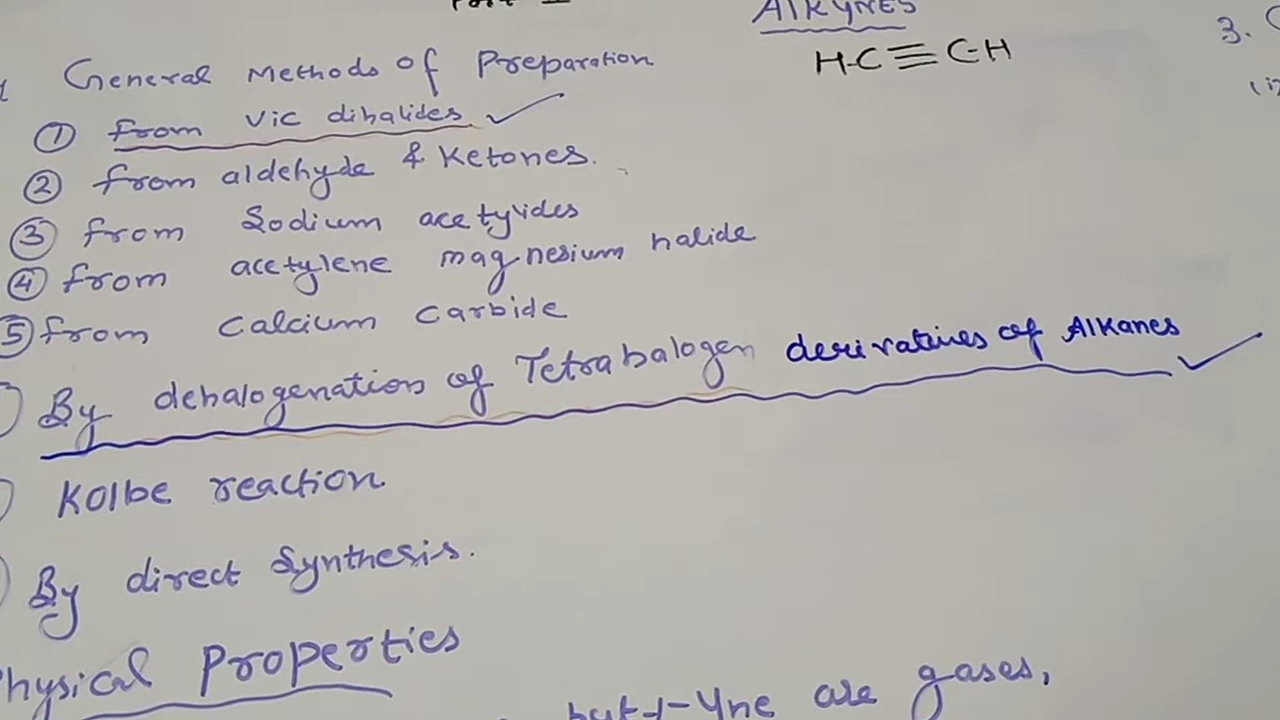 ALKYNES
H-C≡C-H
3.
General Methods of Preparation
① from vic dihalides ✓
② from aldehyde & Ketones.
③ from Sodium acetylides
④ from acetylene magnesium halide
⑤ from Calcium Carbide
By dehalogenation of Tetrahalogen derivatives of Alkanes ✓
Kolbe reaction
By direct Synthesis.
Physical Properties
but-1-yne are gases,